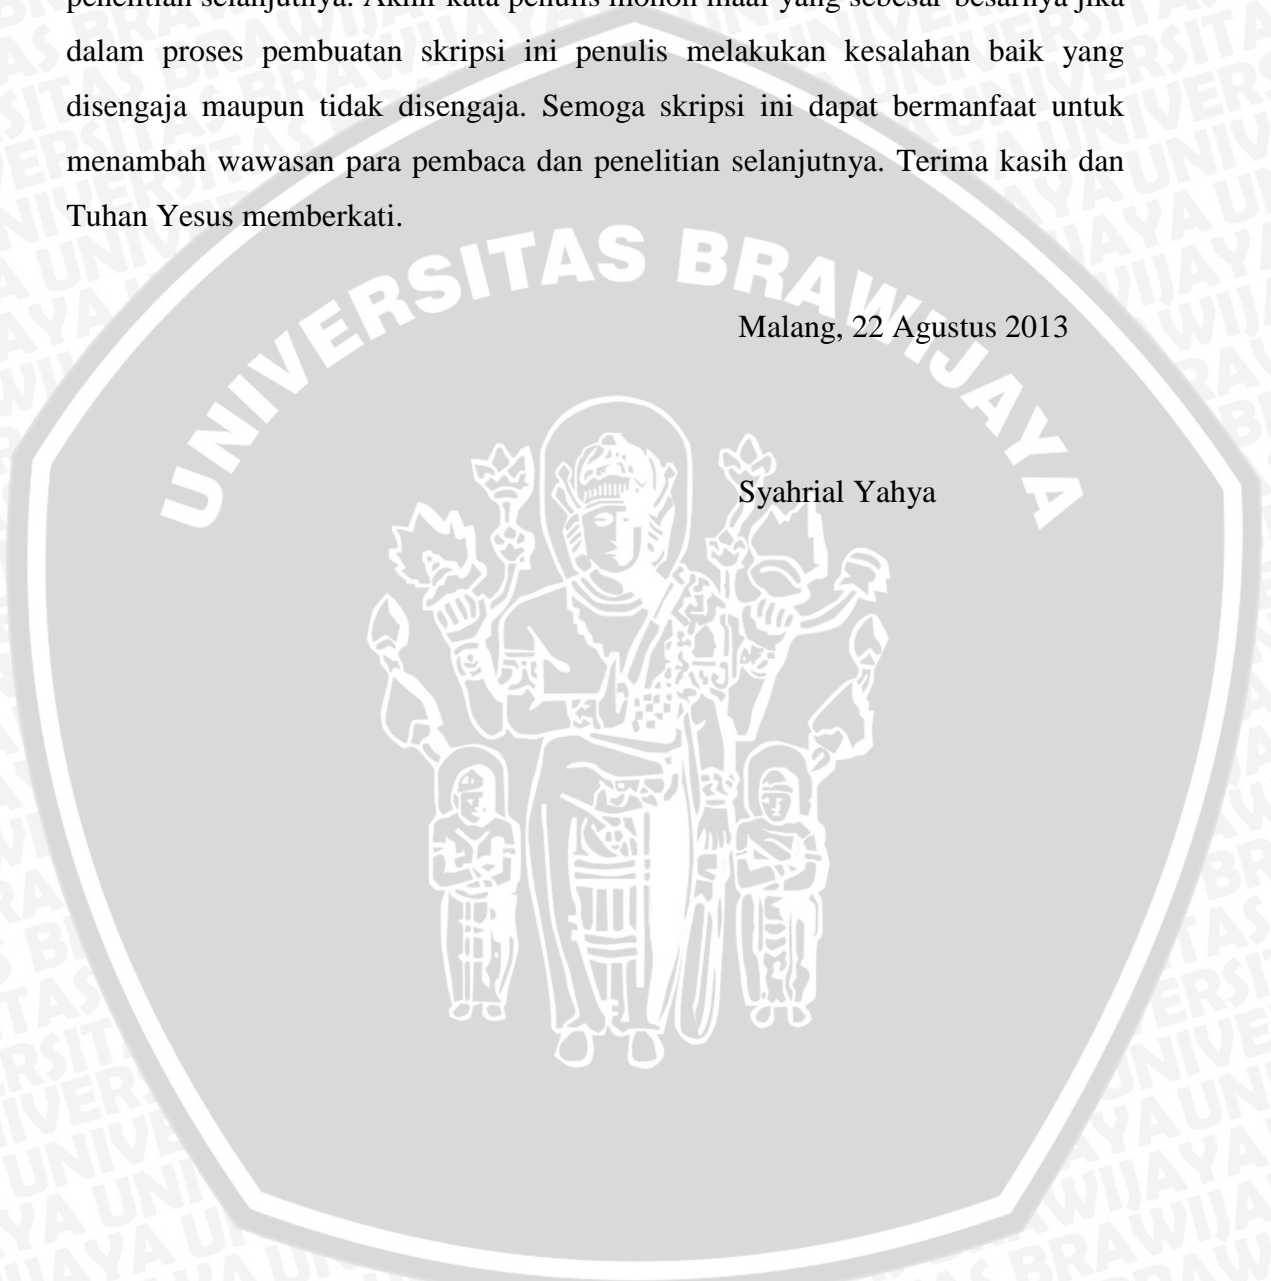 penelitian selanjutnya. Akhir kata penulis mohon maaf yang sebesar-besarnya jika
dalam proses pembuatan skripsi ini penulis melakukan kesalahan baik yang
disengaja maupun tidak disengaja. Semoga skripsi ini dapat bermanfaat untuk
menambah wawasan para pembaca dan penelitian selanjutnya. Terima kasih dan
Tuhan Yesus memberkati.
UNIVERSITAS BRAWIJAYA
Malang, 22 Agustus 2013
Syahrial Yahya